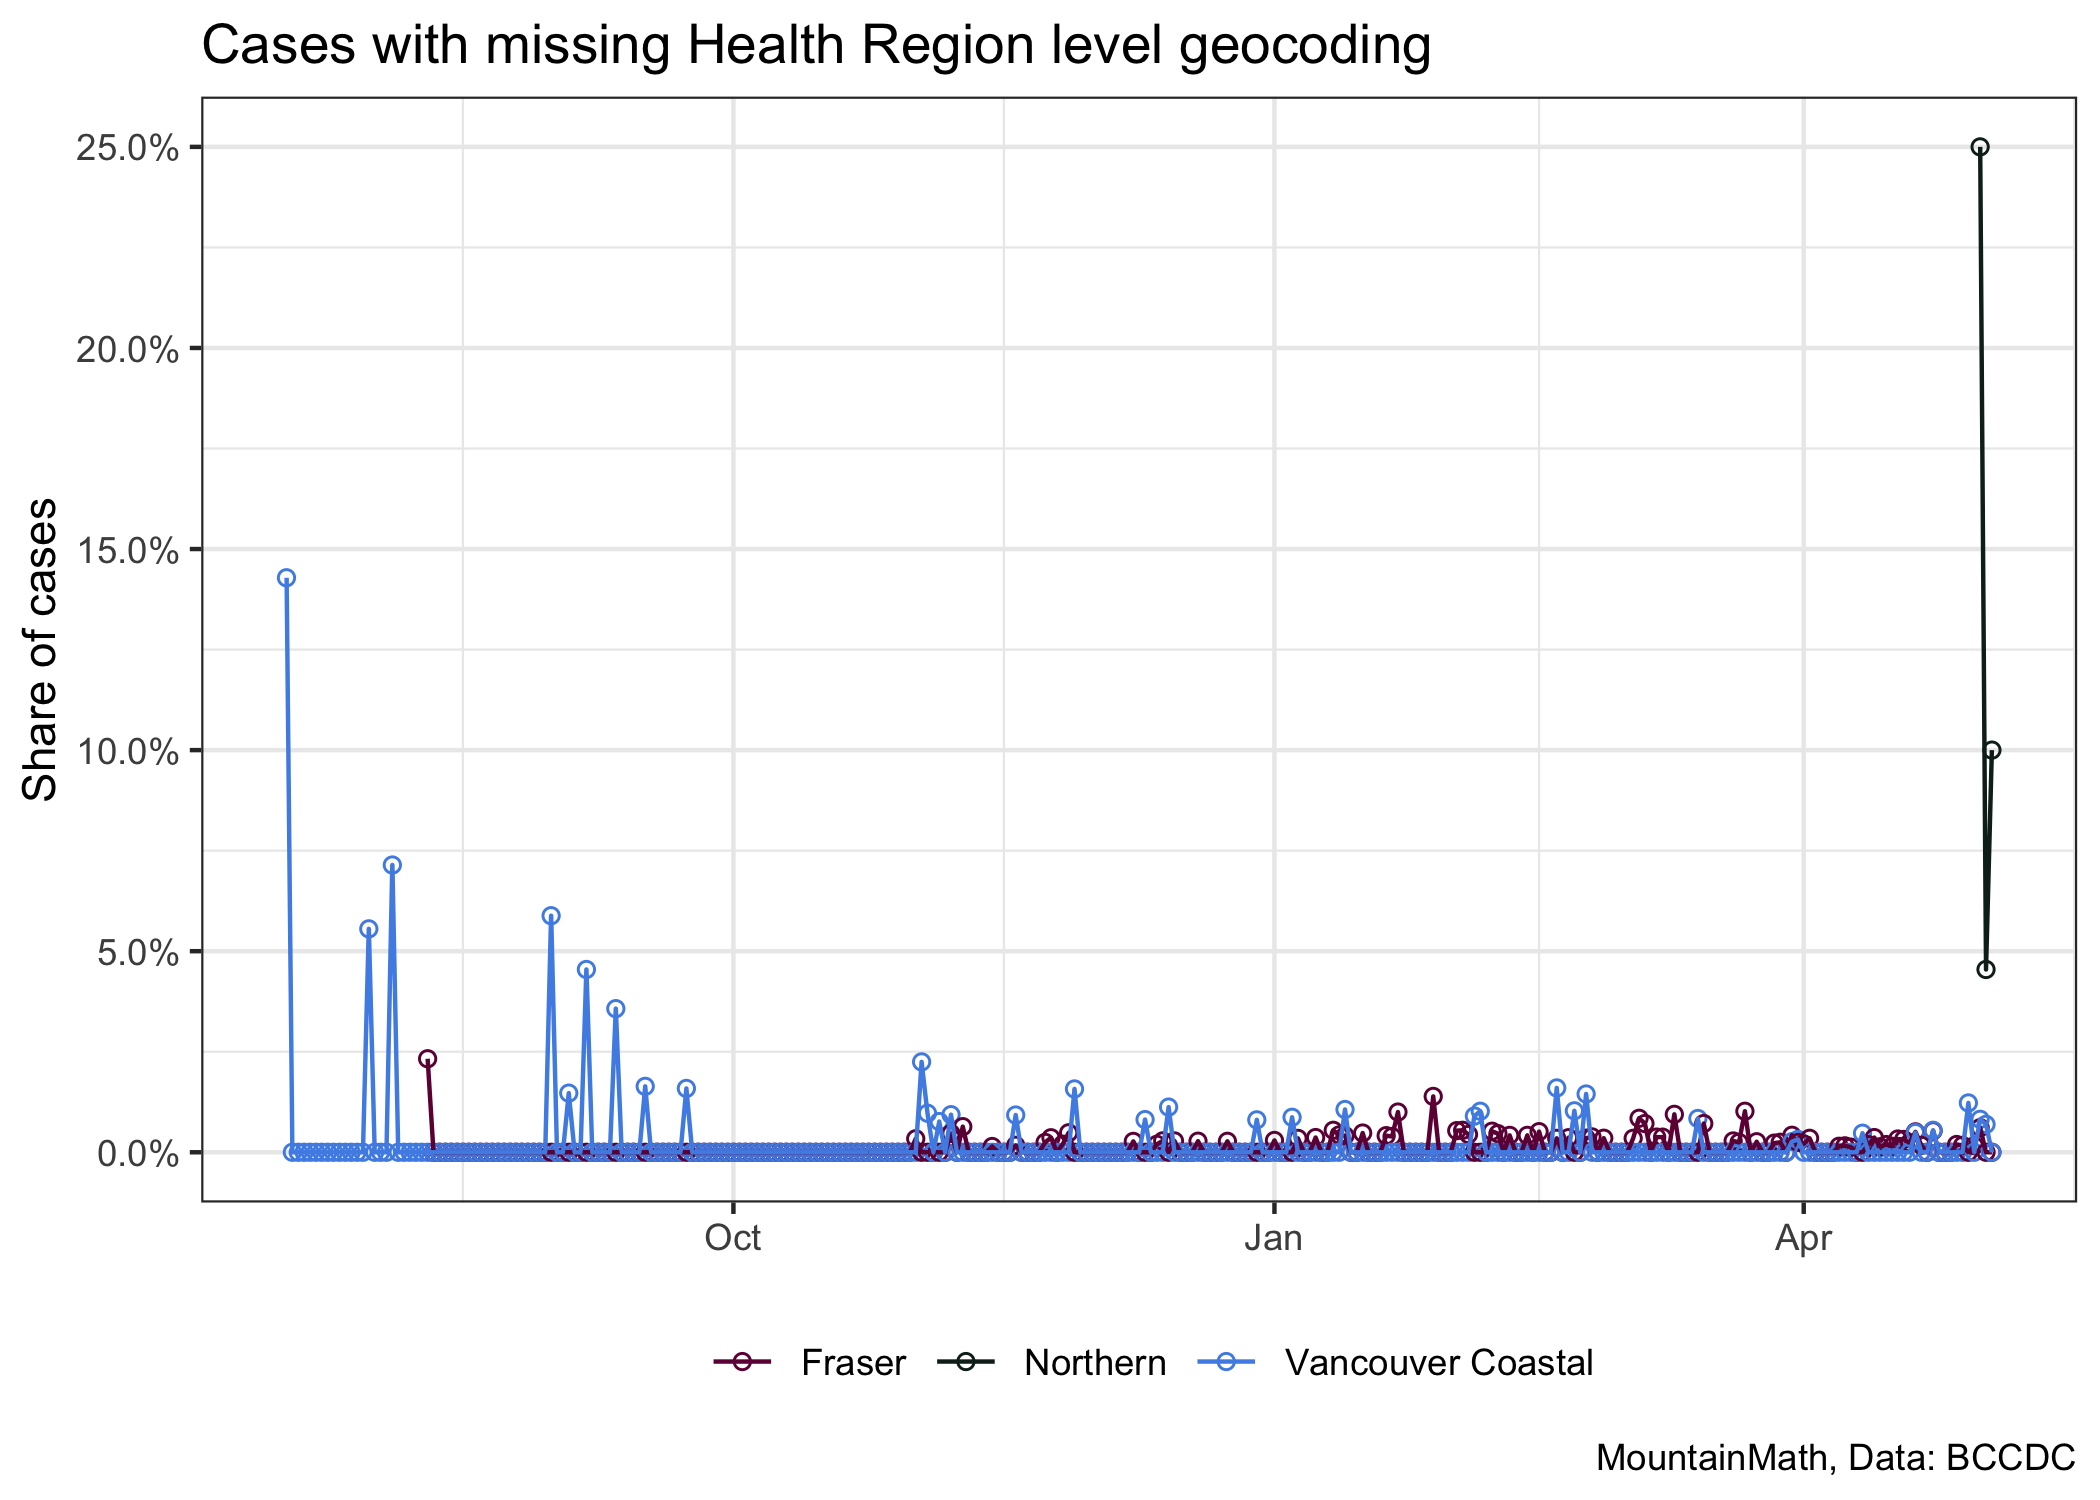 Cases with missing Health Region level geocoding
Share of cases
25.0%
20.0%
15.0%
10.0%
5.0%
0.0%
Oct Jan Apr
Fraser Northern Vancouver Coastal
MountainMath, Data: BCCDC